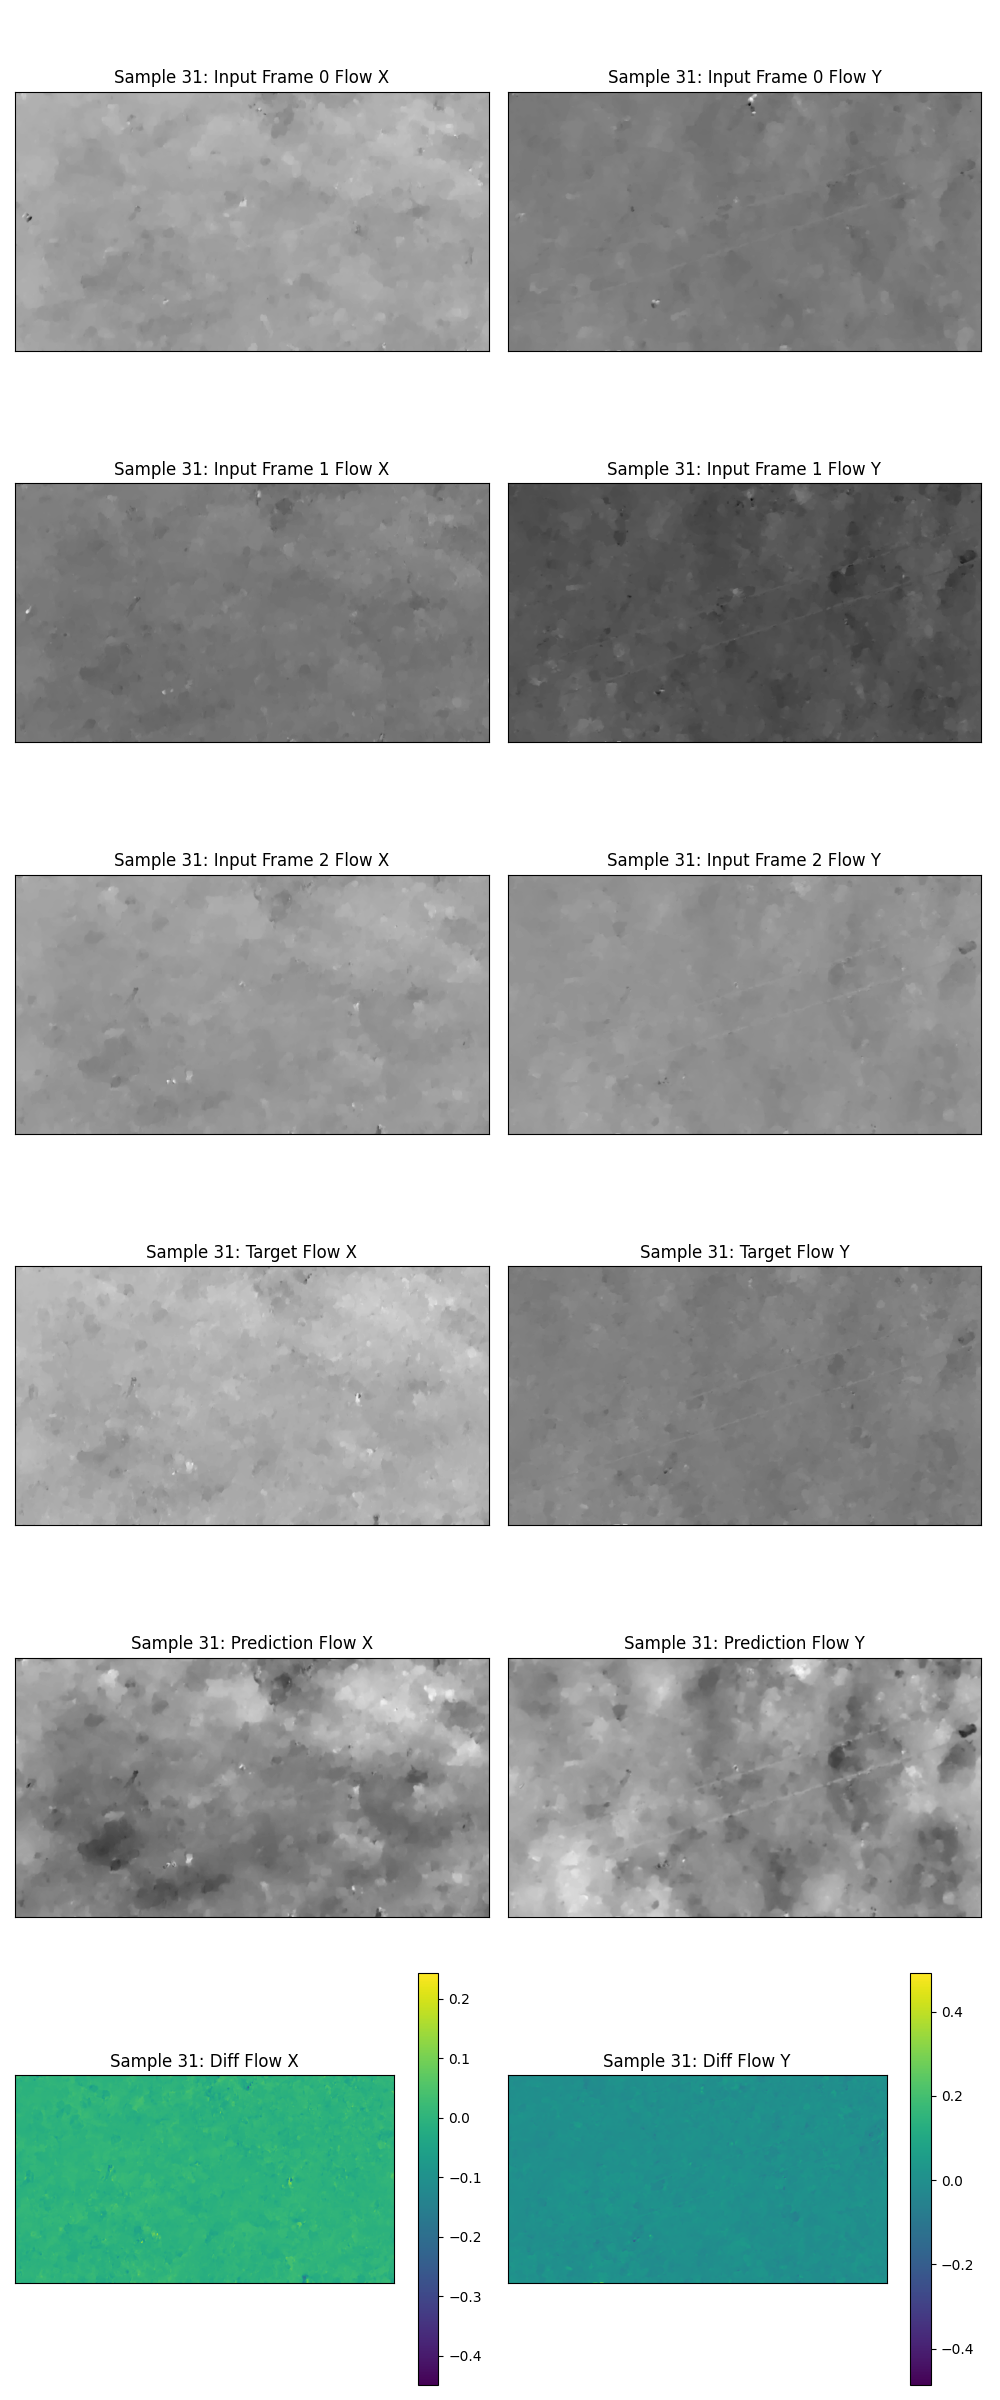 Sample 31: Input Frame 0 Flow X
Sample 31: Input Frame 0 Flow Y
Sample 31: Input Frame 1 Flow X
Sample 31: Input Frame 1 Flow Y
Sample 31: Input Frame 2 Flow X
Sample 31: Input Frame 2 Flow Y
Sample 31: Target Flow X
Sample 31: Target Flow Y
Sample 31: Prediction Flow X
Sample 31: Prediction Flow Y
Sample 31: Diff Flow X
0.2
0.1
0.0
−0.1
−0.2
−0.3
−0.4
Sample 31: Diff Flow Y
0.4
0.2
0.0
−0.2
−0.4